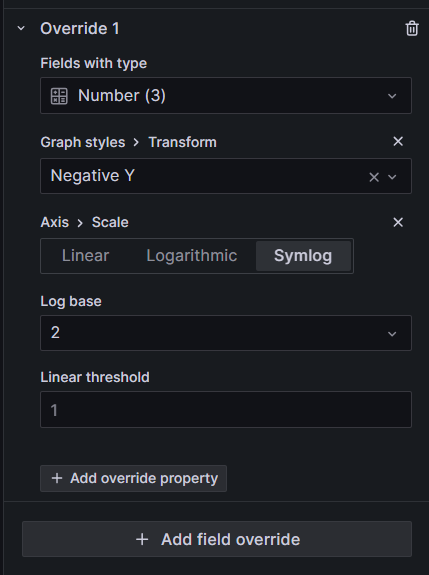 Override 1
Fields with type
Number (3)
Graph styles > Transform
Negative Y
Axis > Scale
Linear Logarithmic Symlog
Log base
2
Linear threshold
1
+ Add override property
+ Add field override